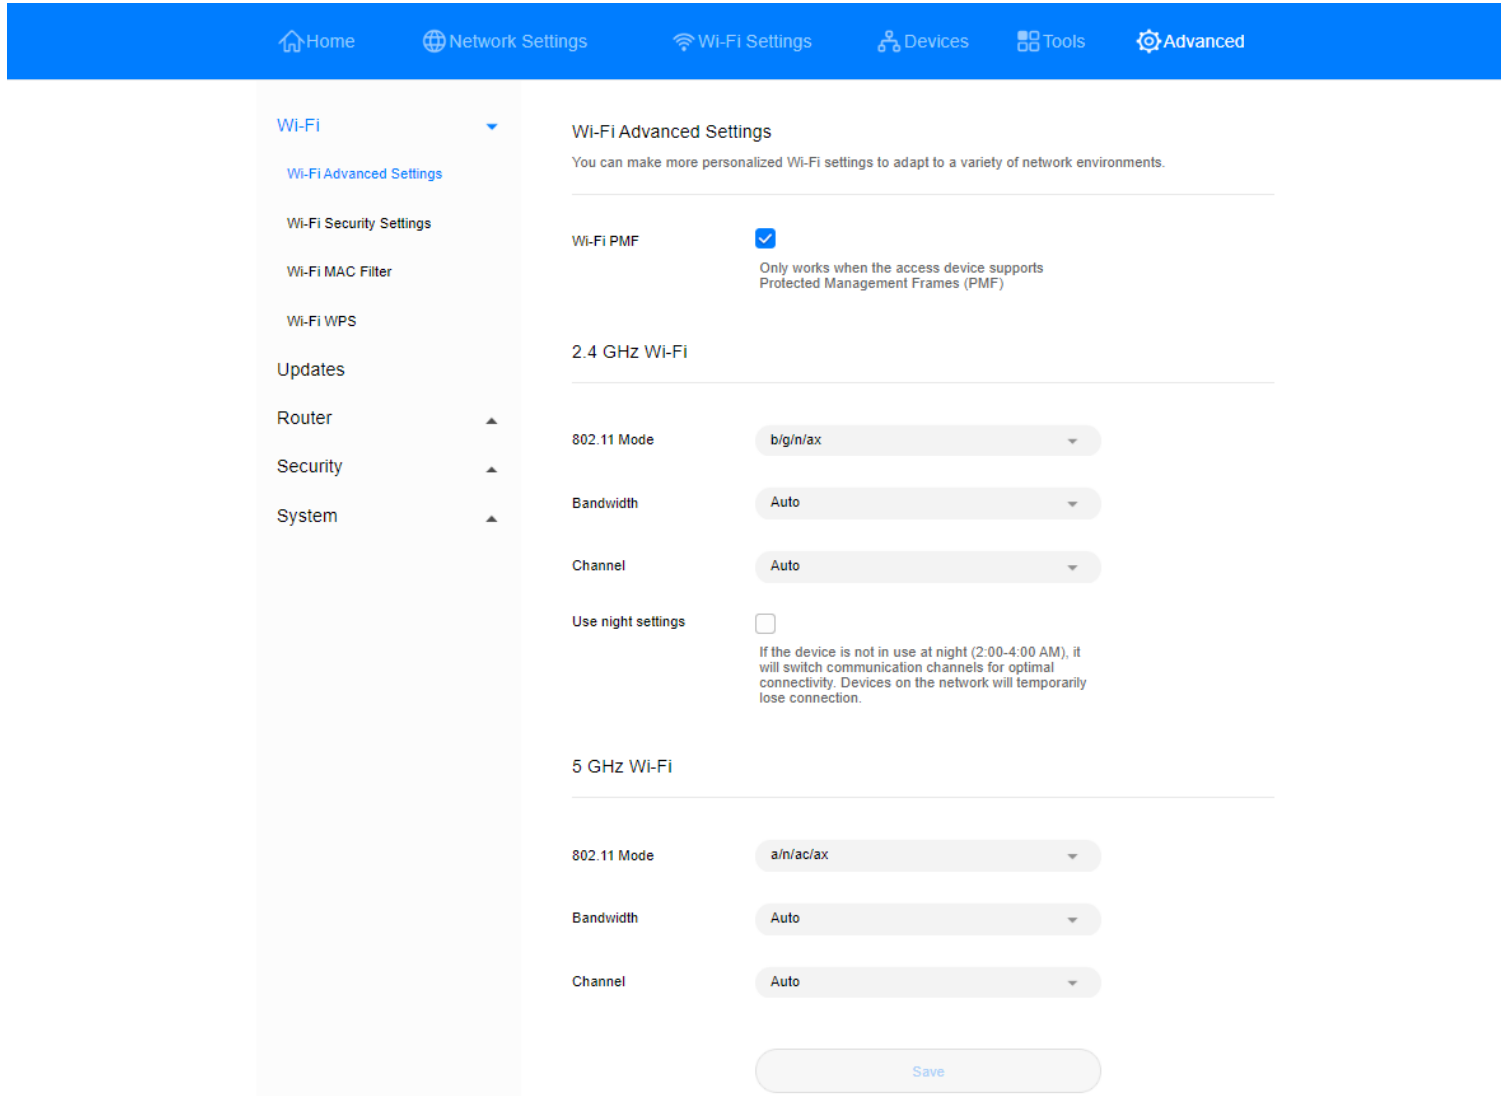 Home
Network Settings
Wi-Fi Settings
Devices
Tools
Advanced
Wi-Fi
Wi-Fi Advanced Settings
Wi-Fi Security Settings
Wi-Fi MAC Filter
Wi-Fi WPS
Updates
Router
Security
System
Wi-Fi Advanced Settings
You can make more personalized Wi-Fi settings to adapt to a variety of network environments.
Wi-Fi PMF
Only works when the access device supports
Protected Management Frames (PMF)
2.4 GHz Wi-Fi
802.11 Mode
b/g/n/ax
Bandwidth
Auto
Channel
Auto
Use night settings
If the device is not in use at night (2:00-4:00 AM), it
will switch communication channels for optimal
connectivity. Devices on the network will temporarily
lose connection.
5 GHz Wi-Fi
802.11 Mode
a/n/ac/ax
Bandwidth
Auto
Channel
Auto
Save